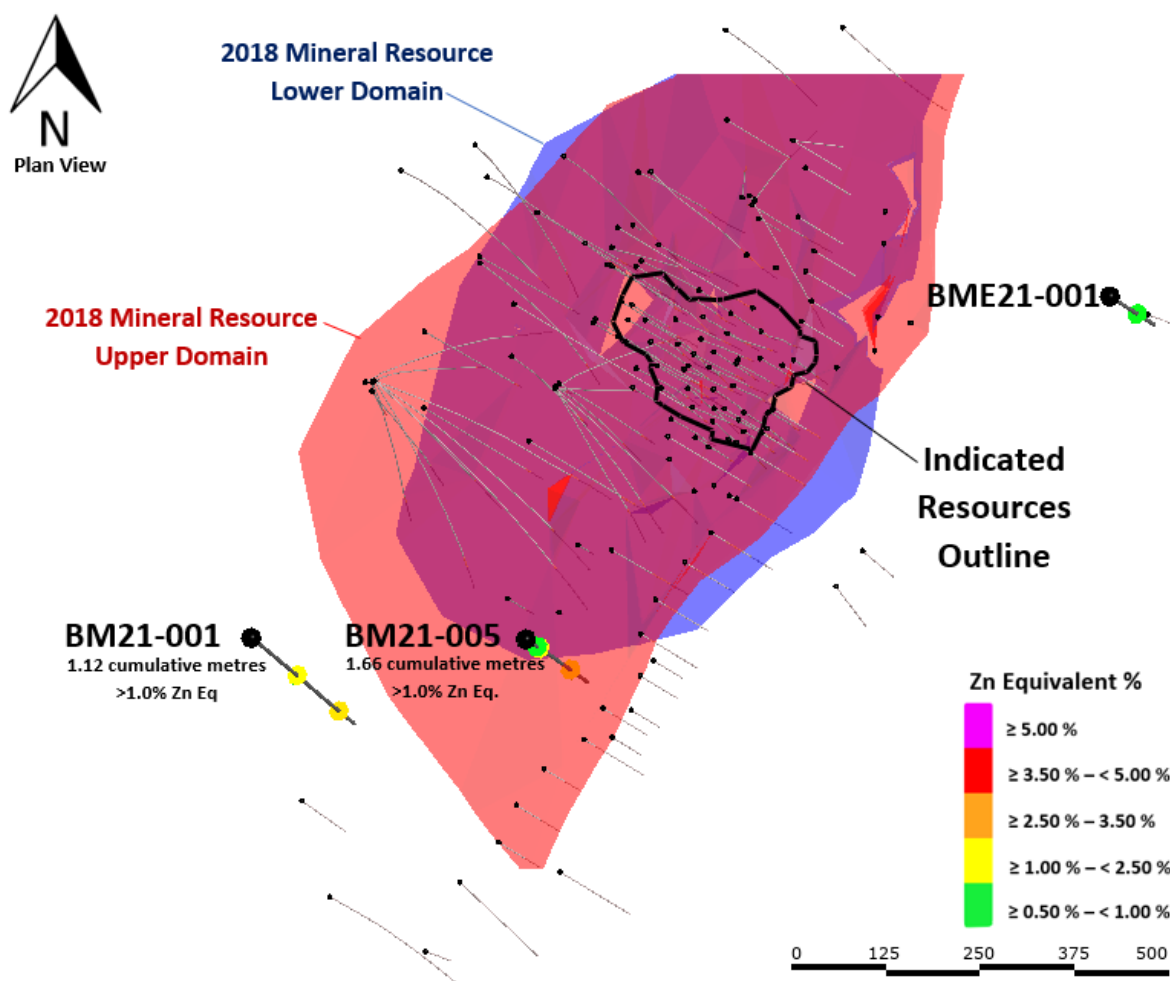 2018 Mineral Resource
Lower Domain
N
Plan View
2018 Mineral Resource
Upper Domain
BME21-001
Indicated
Resources
Outline
BM21-001
1.12 cumulative metres
>1.0% Zn Eq
BM21-005
1.66 cumulative metres
>1.0% Zn Eq.
Zn Equivalent %
≥ 5.00 %
≥ 3.50 % – < 5.00 %
≥ 2.50 % – 3.50 %
≥ 1.00 % – < 2.50 %
≥ 0.50 % – < 1.00 %
0 125 250 375 500